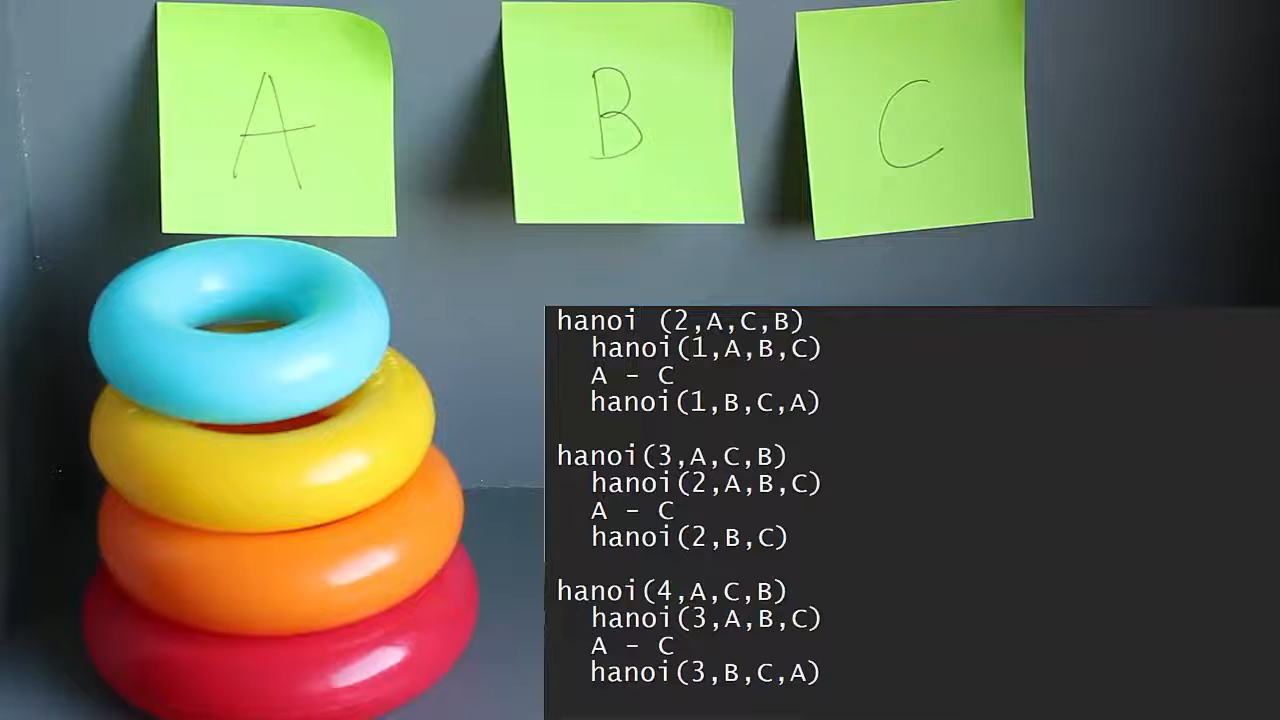 A
B
C
hanoi (2,A,C,B)
hanoi(1,A,B,C)
A - C
hanoi(1,B,C,A)
hanoi(3,A,C,B)
hanoi(2,A,B,C)
A - C
hanoi(2,B,C)
hanoi(4,A,C,B)
hanoi(3,A,B,C)
A - C
hanoi(3,B,C,A)